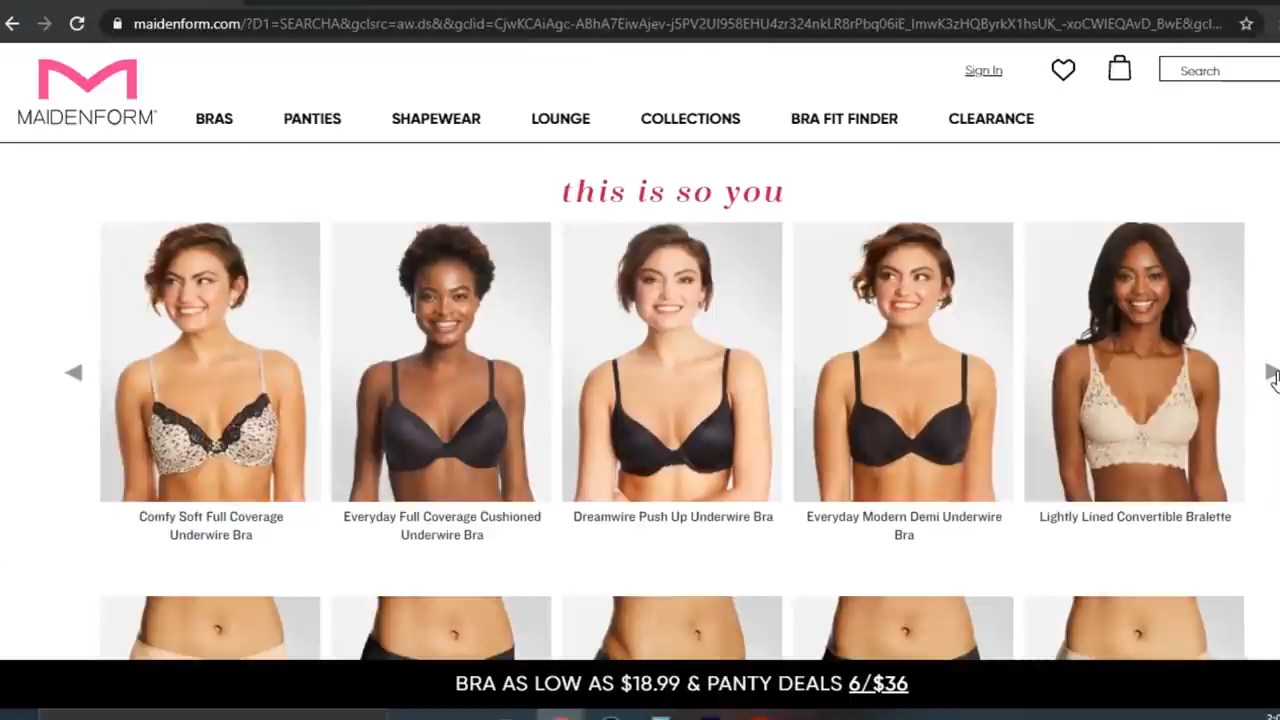 maidenform.com/?D1=SEARCHA&gclsrc=aw.ds&&gclid=CjwKCAiAgc-ABhA7EiwAjev-j5PV2UI958EHU4zr324nkLR8rPbq06iE_ImwK3zHQByrkX1hsUK_-xoCWIEQAvD_BwE&gcl...
Sign In
Search
MAIDENFORM
BRAS PANTIES SHAPEWEAR LOUNGE COLLECTIONS BRA FIT FINDER CLEARANCE
this is so you
Comfy Soft Full Coverage
Underwire Bra
Everyday Full Coverage Cushioned
Underwire Bra
Dreamwire Push Up Underwire Bra
Everyday Modern Demi Underwire
Bra
Lightly Lined Convertible Bralette
BRA AS LOW AS $18.99 & PANTY DEALS 6/$36